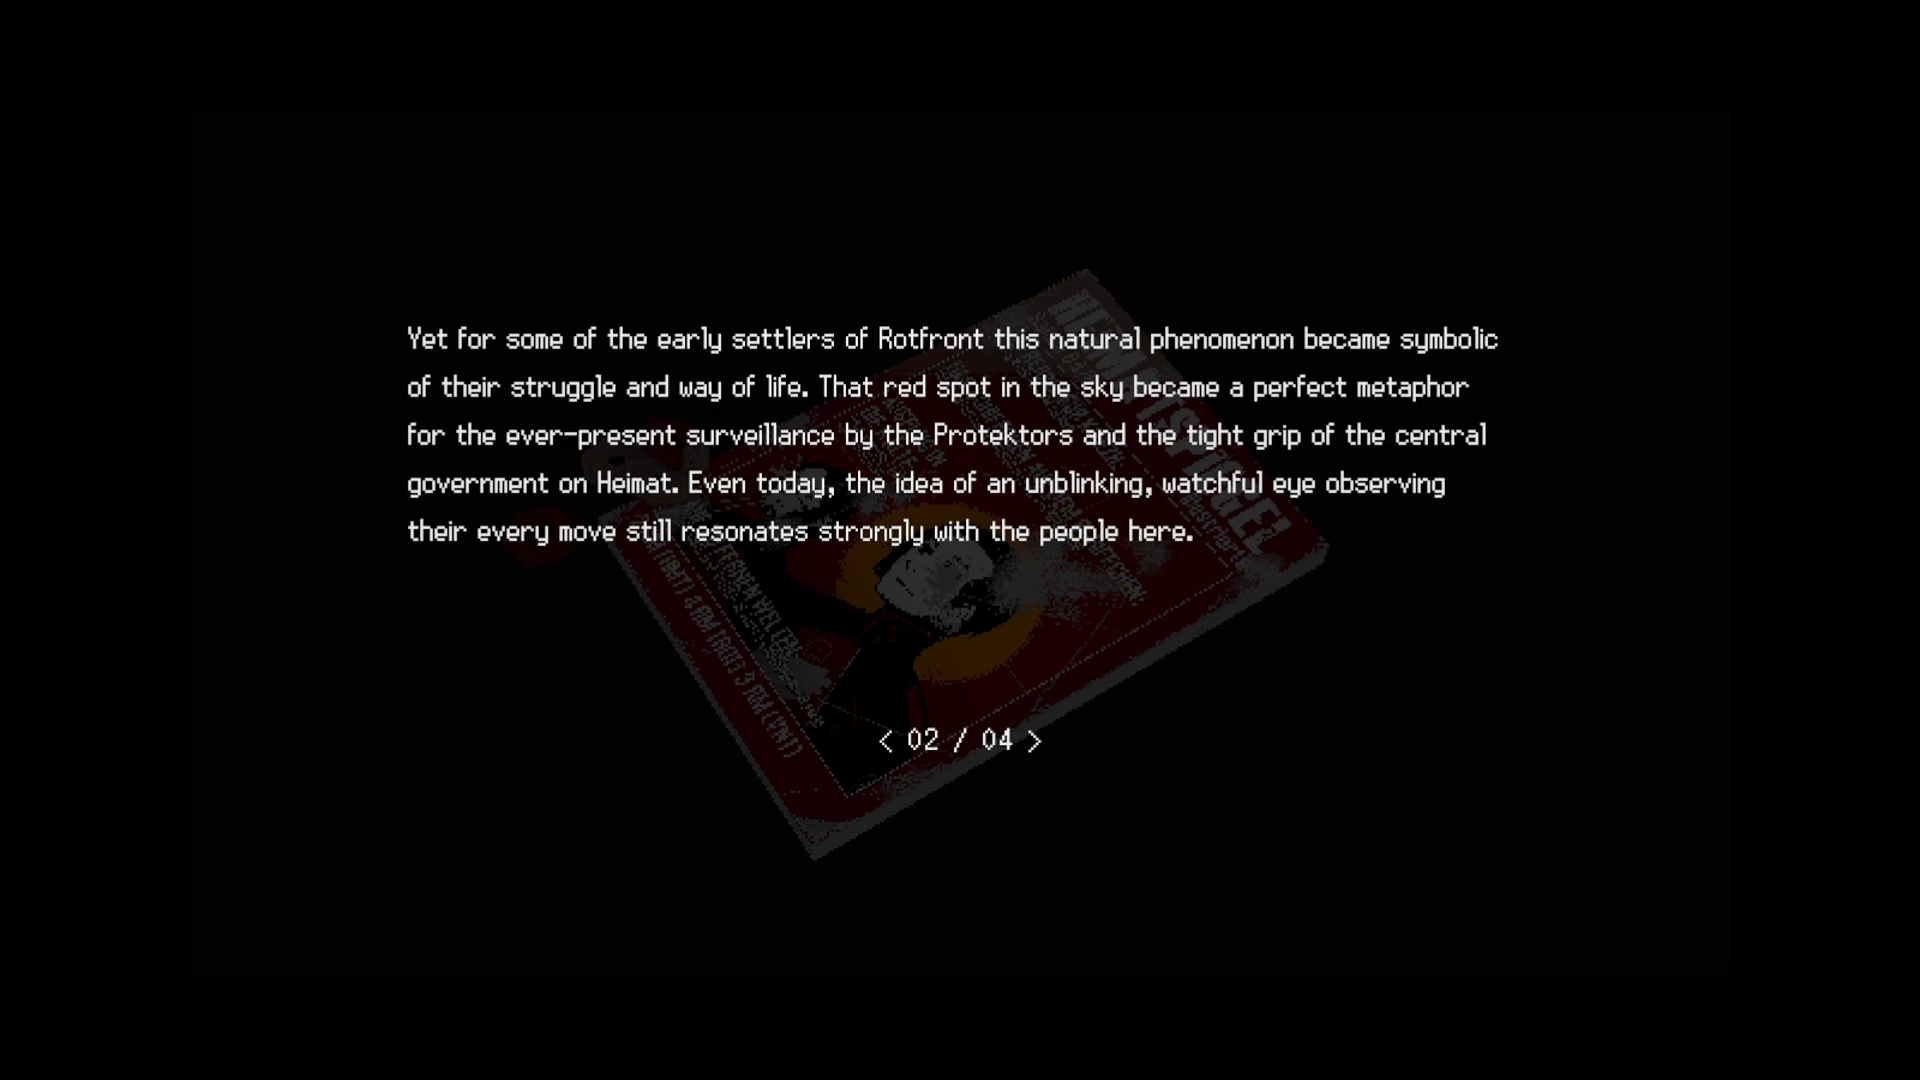 Yet for some of the early settlers of Rotfront this natural phenomenon became symbolic
of their struggle and way of life. That red spot in the sky became a perfect metaphor
for the ever-present surveillance by the Protektors and the tight grip of the central
government on Heimat. Even today, the idea of an unblinking, watchful eye observing
their every move still resonates strongly with the people here.
< 02 / 04 >